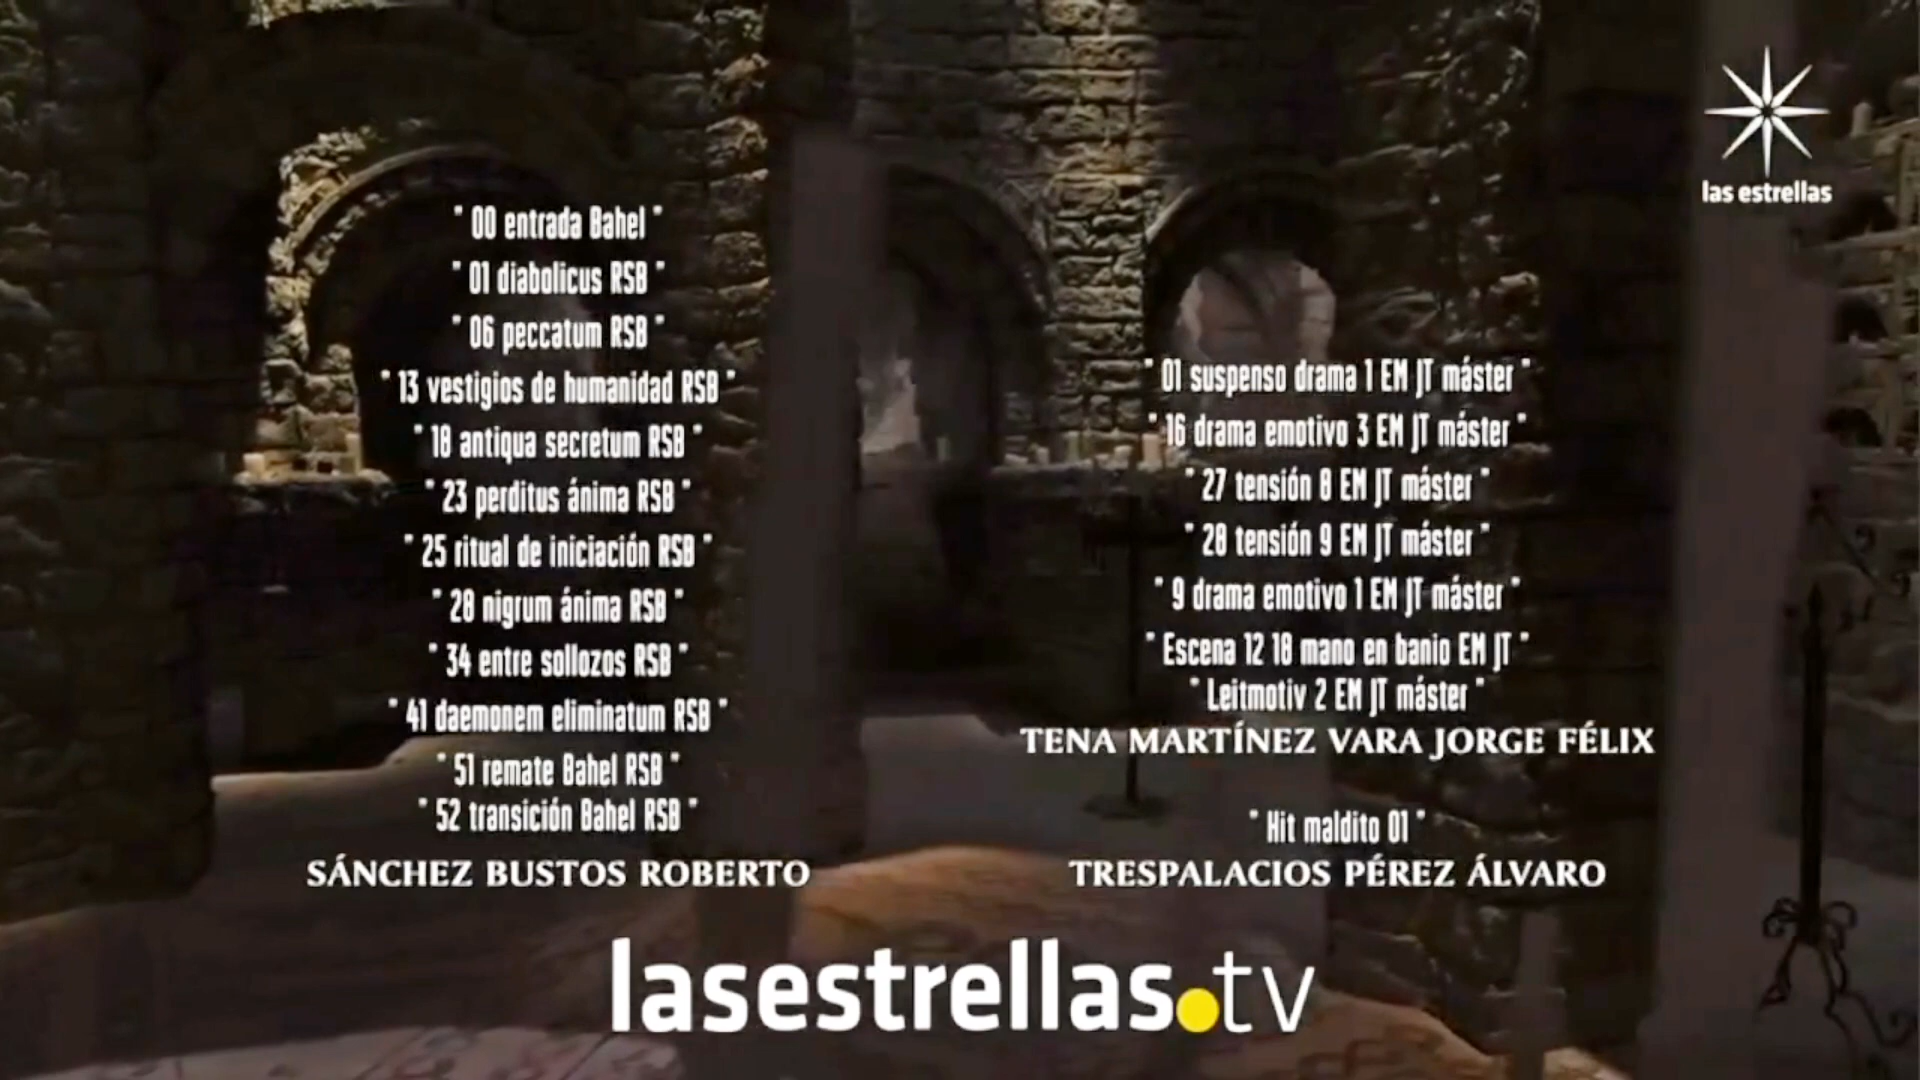 las estrellas
" 00 entrada Bahel "
" 01 diabolicus RSB "
" 06 peccatum RSB "
" 13 vestigios de humanidad RSB "
" 18 antiqua secretum RSB "
" 23 perditus ánima RSB "
" 25 ritual de iniciación RSB "
" 28 nigrum ánima RSB "
" 34 entre sollozos RSB "
" 41 daemonem eliminatum RSB "
" 51 remate Bahel RSB "
" 52 transición Bahel RSB "
SÁNCHEZ BUSTOS ROBERTO
" 01 suspenso drama 1 EM JT máster "
" 16 drama emotivo 3 EM JT máster "
" 27 tensión 8 EM JT máster "
" 28 tensión 9 EM JT máster "
" 9 drama emotivo 1 EM JT máster "
" Escena 12 18 mano en banio EM JT "
" Leitmotiv 2 EM JT máster "
TENA MARTÍNEZ VARA JORGE FÉLIX
" Hit maldito 01 "
TRESPALACIOS PÉREZ ÁLVARO
lasestrellas.tv